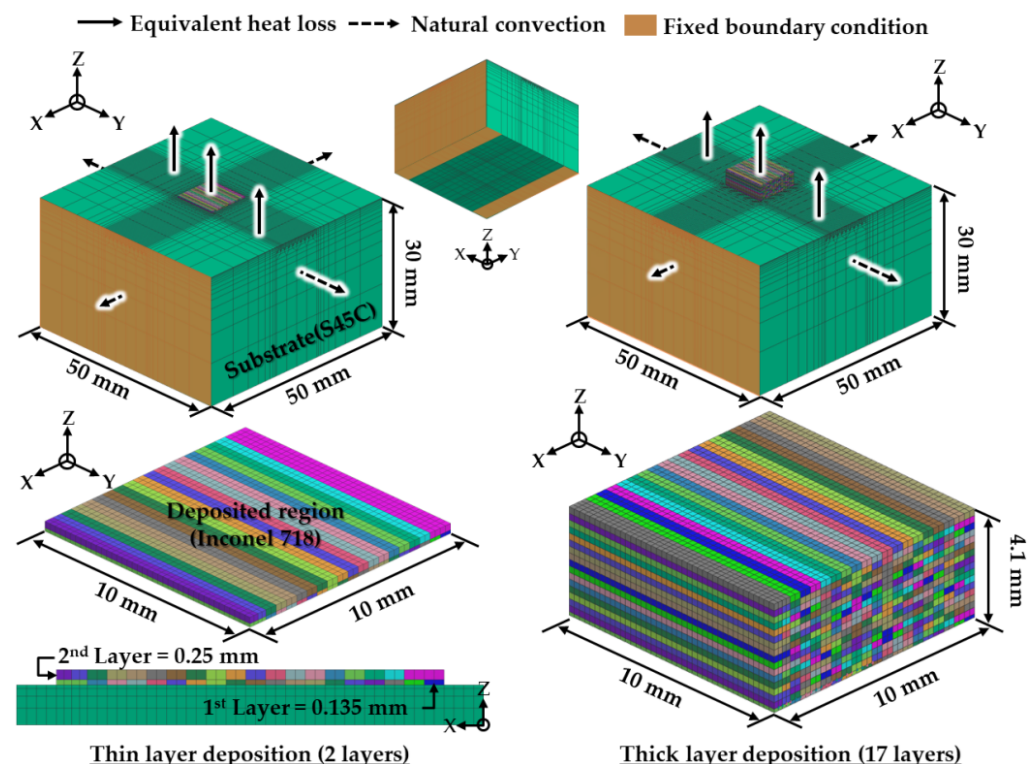 Equivalent heat loss
Natural convection
Fixed boundary condition
Z
X
Y
Z
X
Y
Z
X
Y
30 mm
Substrate(S45C)
50 mm
50 mm
30 mm
50 mm
50 mm
Z
X
Y
Deposited region
(Inconel 718)
10 mm
10 mm
2nd Layer = 0.25 mm
1st Layer = 0.135 mm
Z
X
Thin layer deposition (2 layers)
Z
X
Y
4.1 mm
10 mm
10 mm
Thick layer deposition (17 layers)